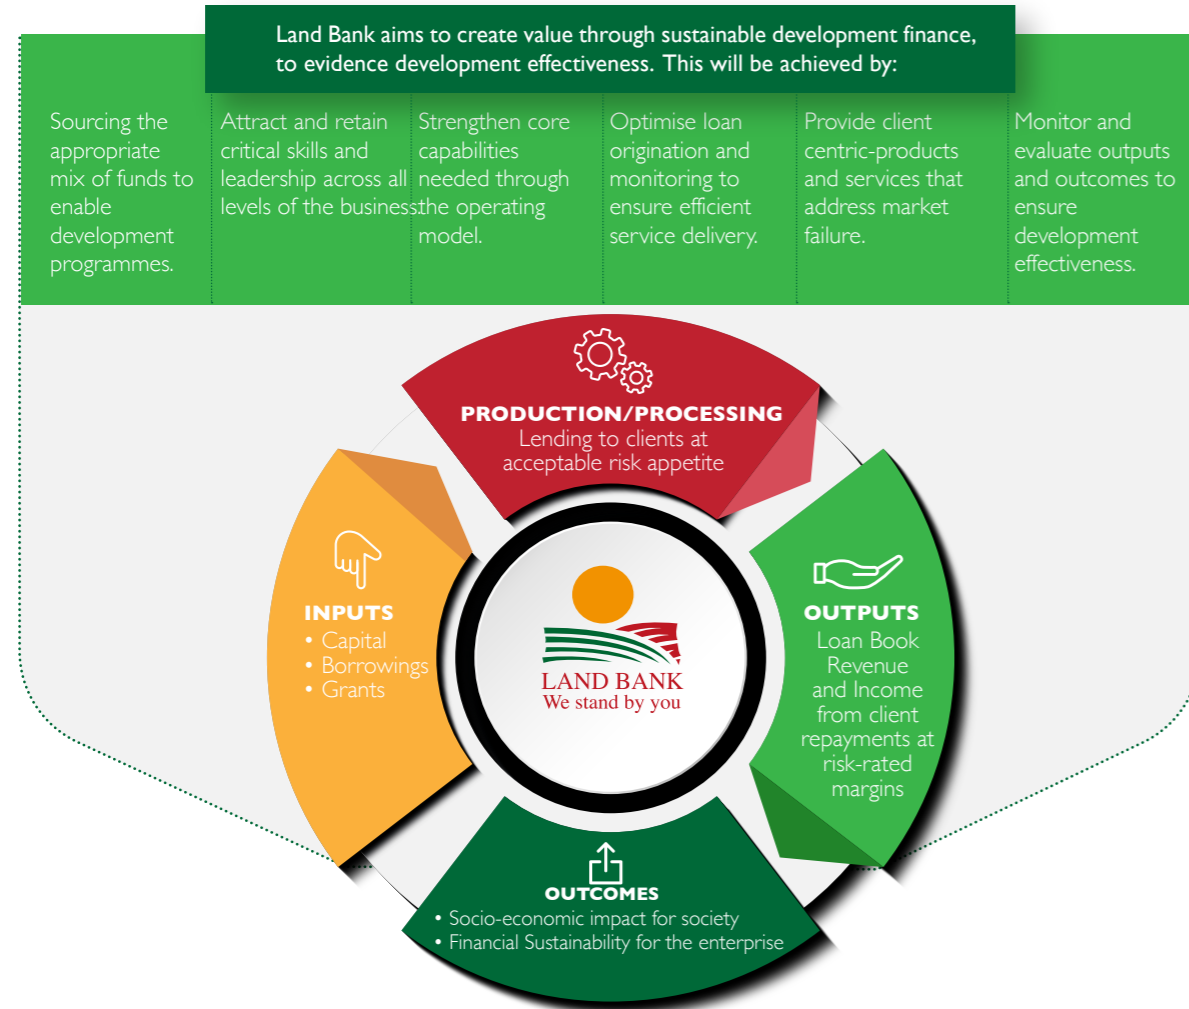 Land Bank aims to create value through sustainable development finance,
to evidence development effectiveness. This will be achieved by:
Sourcing the
appropriate
mix of funds to
enable
development
programmes.
Attract and retain
critical skills and
leadership across all
levels of the business.
Strengthen core
capabilities
needed through
the operating
model.
Optimise loan
origination and
monitoring to
ensure efficient
service delivery.
Provide client
centric-products
and services that
address market
failure.
Monitor and
evaluate outputs
and outcomes to
ensure
development
effectiveness.
PRODUCTION/PROCESSING
Lending to clients at
acceptable risk appetite
INPUTS
• Capital
• Borrowings
• Grants
LAND BANK
We stand by you
OUTPUTS
Loan Book
Revenue
and Income
from client
repayments at
risk-rated
margins
OUTCOMES
• Socio-economic impact for society
• Financial Sustainability for the enterprise